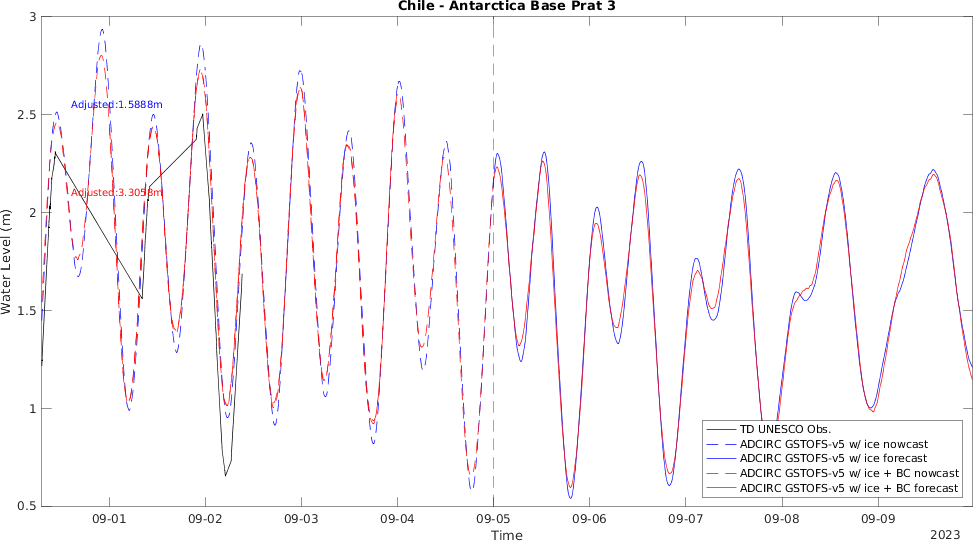 Chile - Antarctica Base Prat 3
3
2.5
2
1.5
1
0.5
Water Level (m)
Adjusted:1.5888m
Adjusted:3.3058m
TD UNESCO Obs.
ADCIRC GSTOFS-v5 w/ ice nowcast
ADCIRC GSTOFS-v5 w/ ice forecast
ADCIRC GSTOFS-v5 w/ ice + BC nowcast
ADCIRC GSTOFS-v5 w/ ice + BC forecast
09-01 09-02 09-03 09-04 09-05 09-06 09-07 09-08 09-09
Time
2023